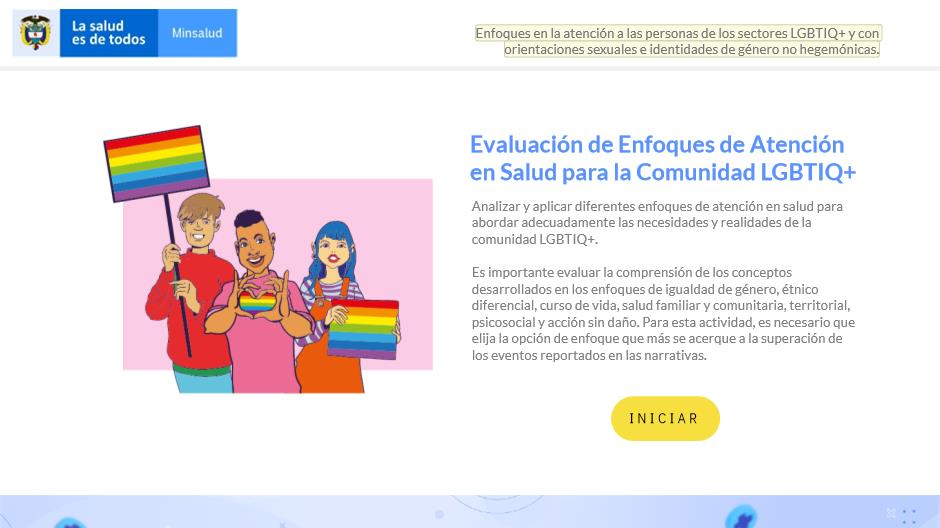 La salud
es de todos
Minsalud
Enfoques en la atención a las personas de los sectores LGBTIQ+ y con
orientaciones sexuales e identidades de género no hegemónicas.
Evaluación de Enfoques de Atención
en Salud para la Comunidad LGBTIQ+
Analizar y aplicar diferentes enfoques de atención en salud para
abordar adecuadamente las necesidades y realidades de la
comunidad LGBTIQ+.
Es importante evaluar la comprensión de los conceptos
desarrollados en los enfoques de igualdad de género, étnico
diferencial, curso de vida, salud familiar y comunitaria, territorial,
psicosocial y acción sin daño. Para esta actividad, es necesario que
elija la opción de enfoque que más se acerque a la superación de
los eventos reportados en las narrativas.
INICIAR